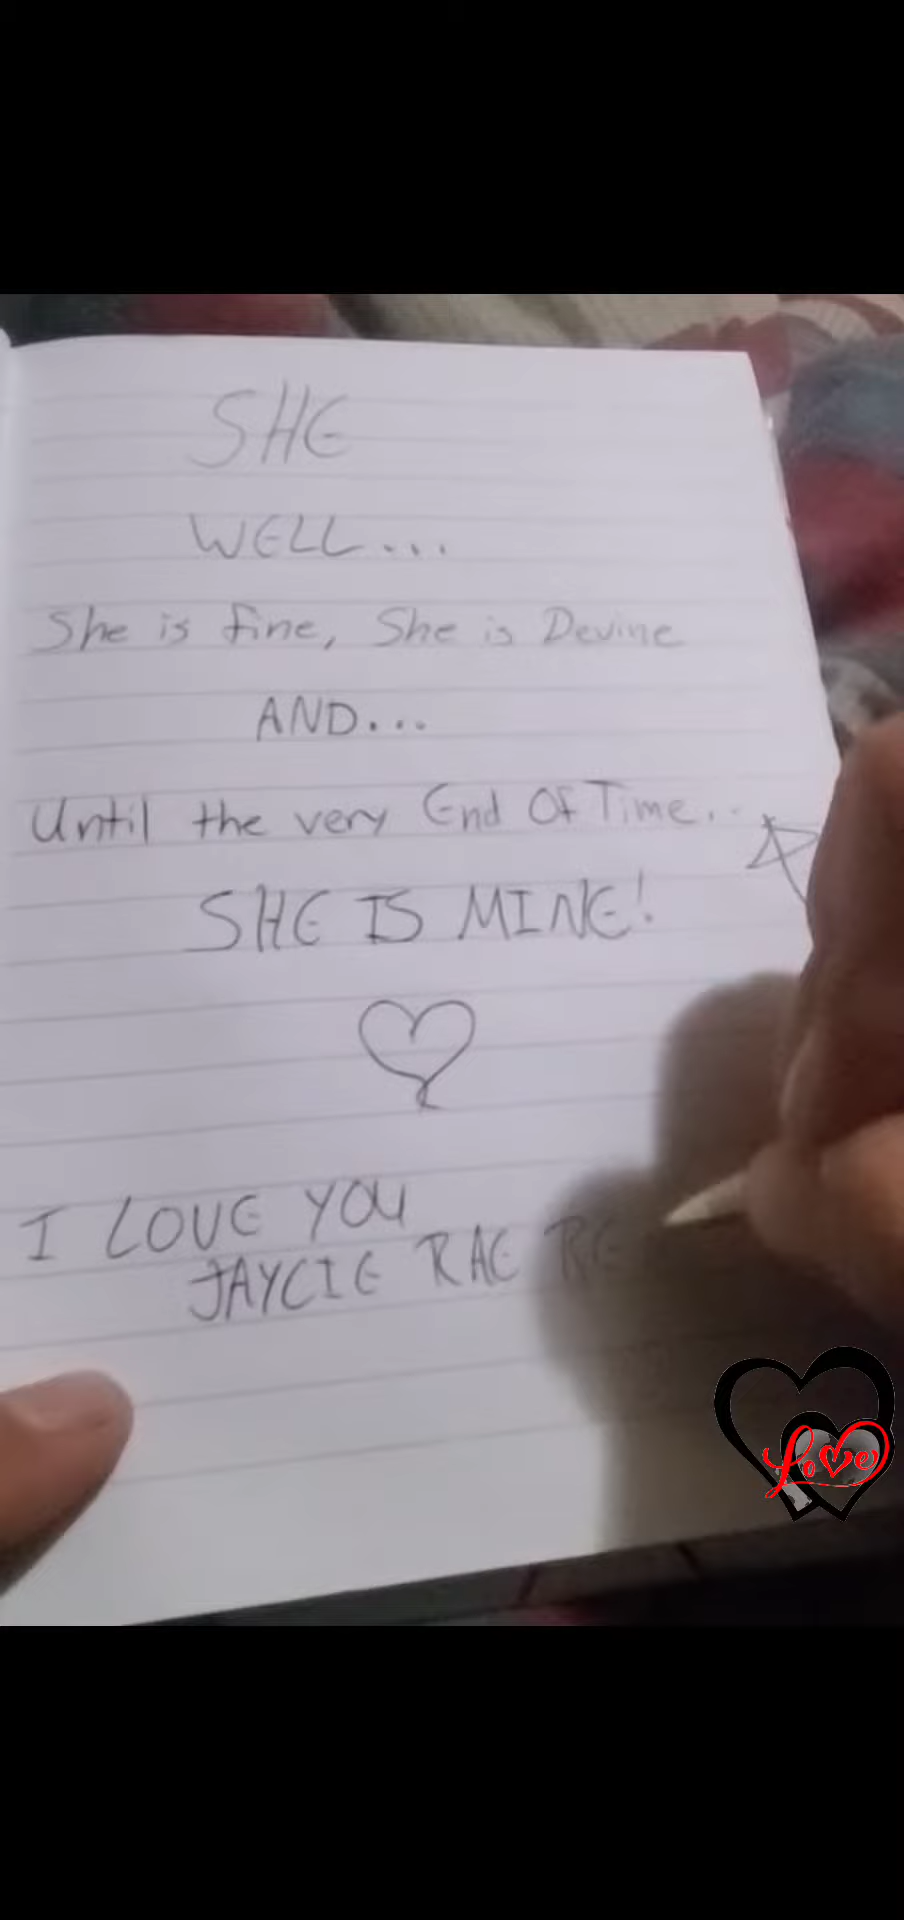 SHE
WELL...
She is fine, She is Devine
AND...
Until the very End Of Time...
SHE IS MINE!
I LOVE YOU
JAYCIE RAE RE
Love